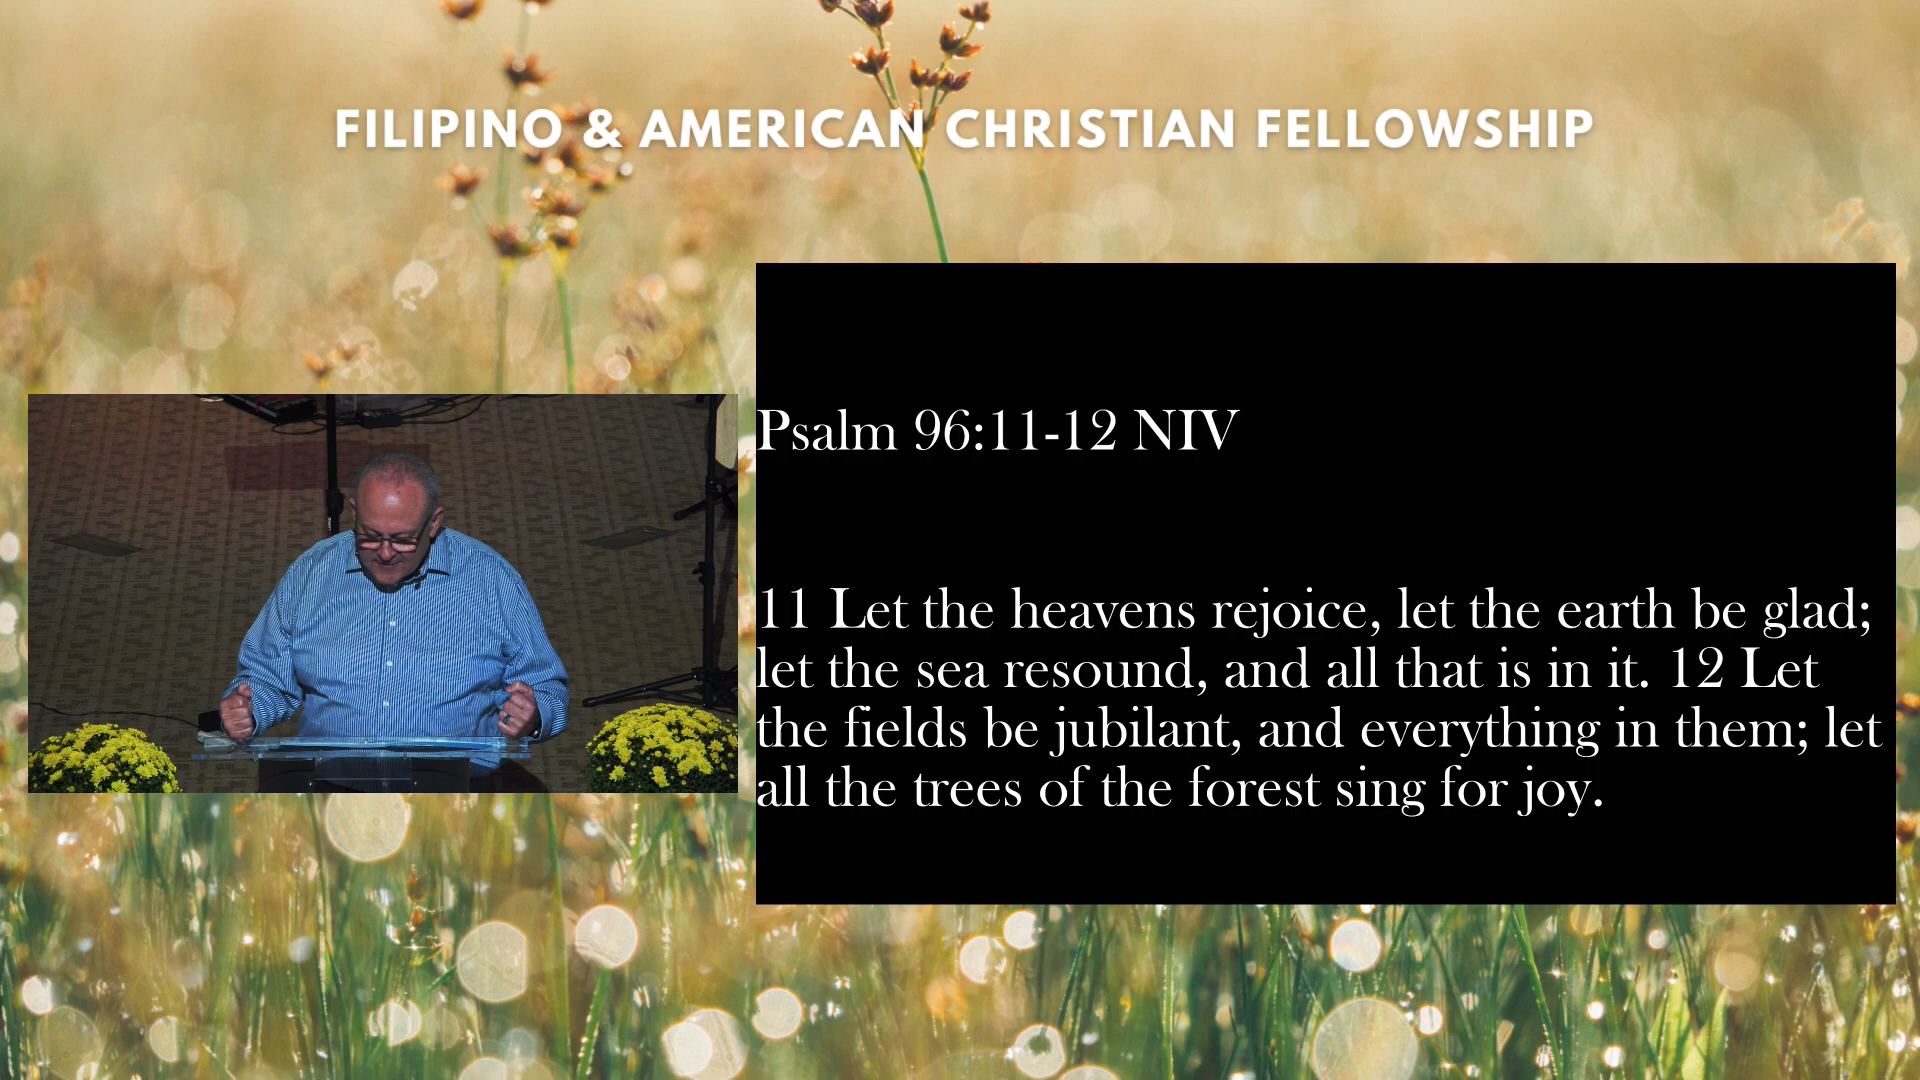 FILIPINO & AMERICAN CHRISTIAN FELLOWSHIP
Psalm 96:11-12 NIV
11 Let the heavens rejoice, let the earth be glad;
let the sea resound, and all that is in it. 12 Let
the fields be jubilant, and everything in them; let
all the trees of the forest sing for joy.